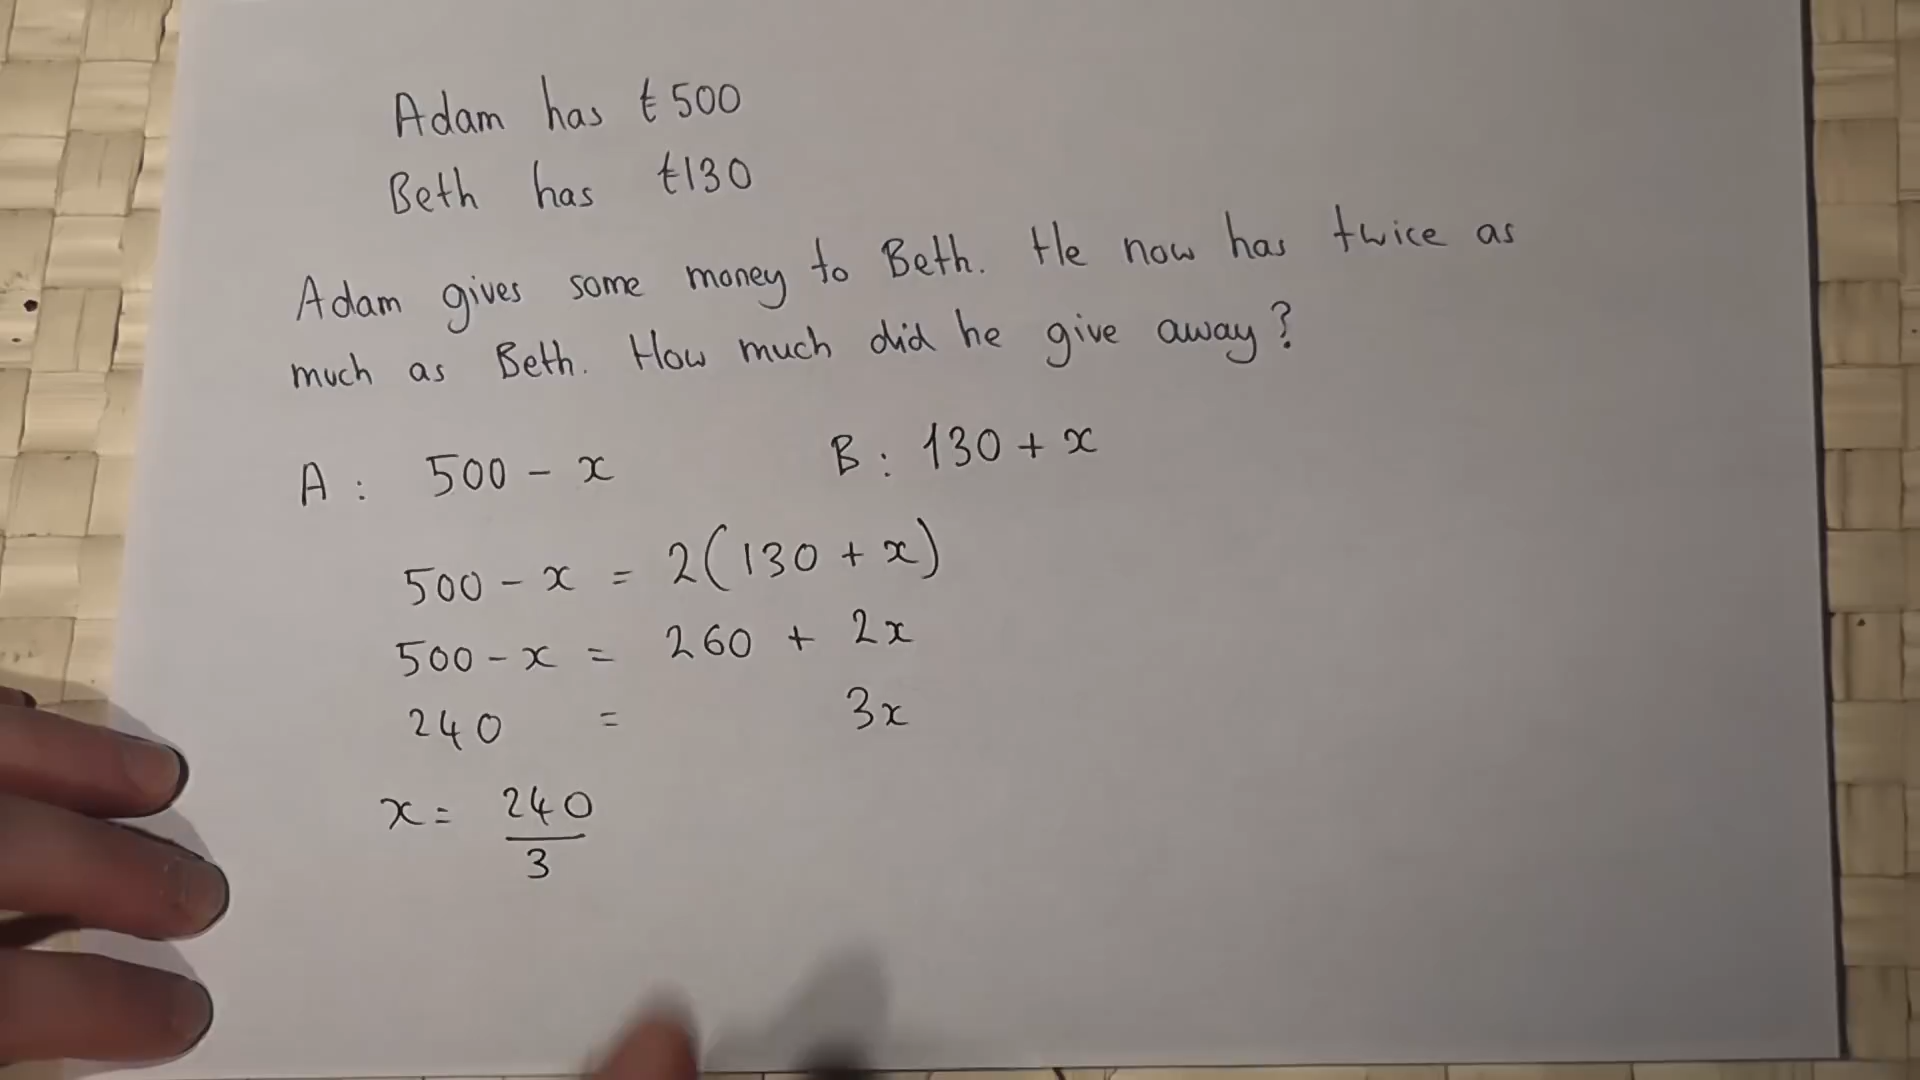 Adam has ₺500
Beth has ₺130
Adam gives some money to Beth. He now has twice as
much as Beth. How much did he give away?
A : 500 - x B : 130 + x
500 - x = 2(130 + x)
500 - x = 260 + 2x
240 = 3x
x = 240/3